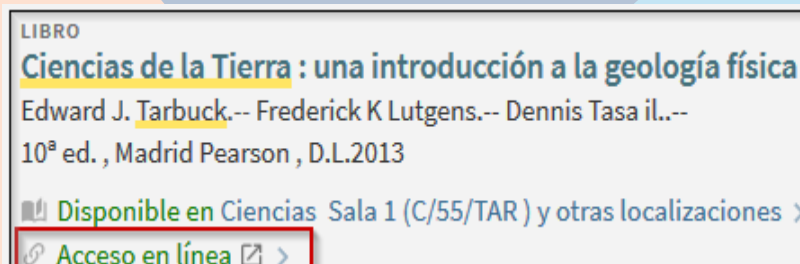 LIBRO
Ciencias de la Tierra : una introducción a la geología física
Edward J. Tarbuck.-- Frederick K Lutgens.-- Dennis Tasa il..--
10ª ed. , Madrid Pearson , D.L.2013
Disponible en Ciencias Sala 1 (C/55/TAR ) y otras localizaciones >
Acceso en línea >